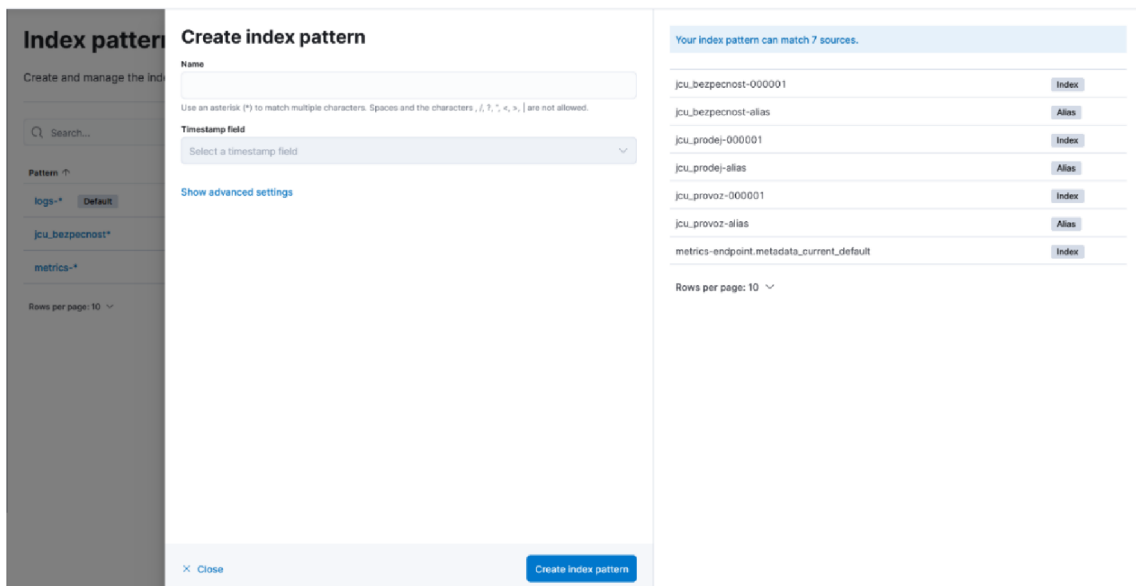 Index patter
Create and manage the ind
Search...
Pattern ↑
logs-* Default
jcu_bezpecnost*
metrics-*
Rows per page: 10
Create index pattern
Name
Use an asterisk (*) to match multiple characters. Spaces and the characters , /, ?, ", <, >, | are not allowed.
Timestamp field
Select a timestamp field
Show advanced settings
× Close
Create index pattern
Your index pattern can match 7 sources.
jcu_bezpecnost-000001 Index
jcu_bezpecnost-alias Alias
jcu_prodej-000001 Index
jcu_prodej-alias Alias
jcu_provoz-000001 Index
jcu_provoz-alias Alias
metrics-endpoint.metadata_current_default Index
Rows per page: 10